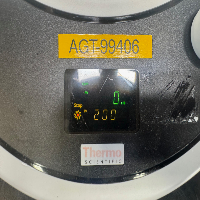 AGT-99406
0
Stop
200
Thermo
SCIENTIFIC